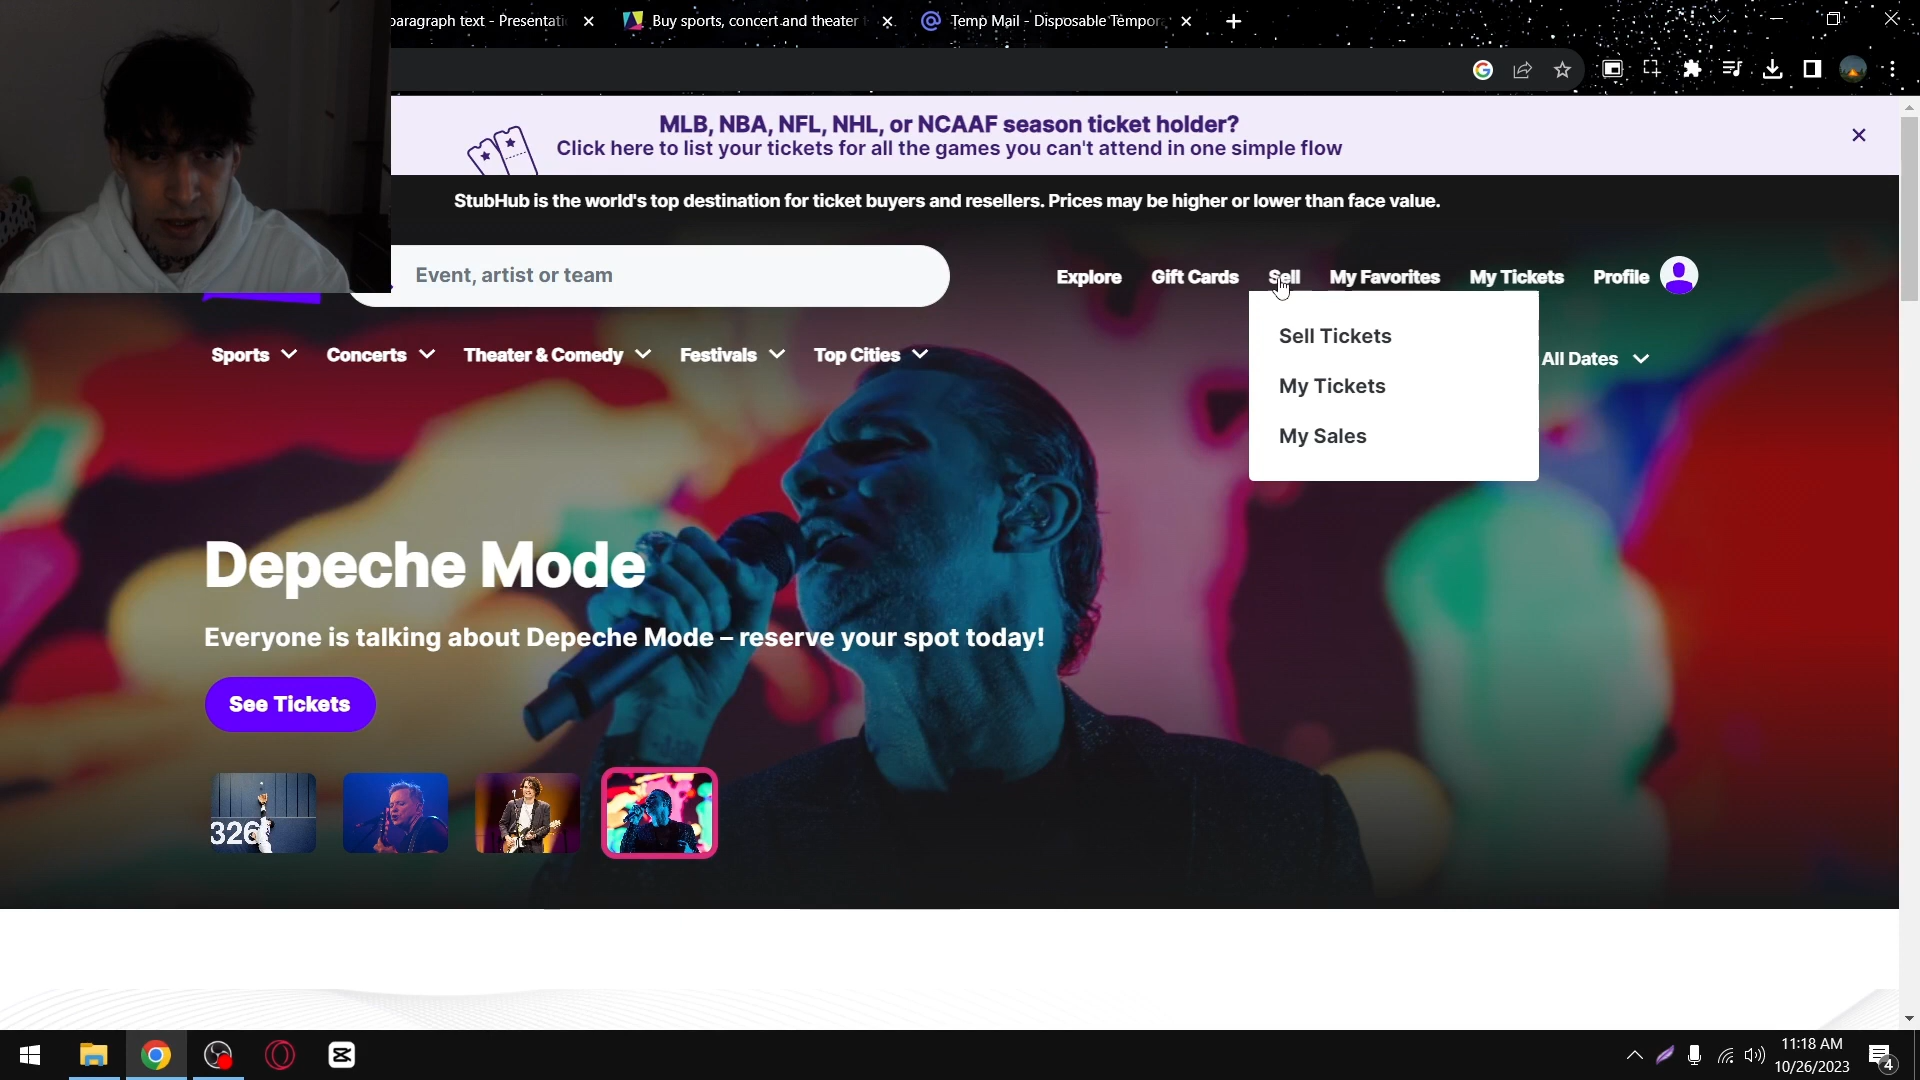 paragraph text - Presentati
Buy sports, concert and theater
Temp Mail - Disposable Tempor
MLB, NBA, NFL, NHL, or NCAAF season ticket holder?
Click here to list your tickets for all the games you can't attend in one simple flow
StubHub is the world's top destination for ticket buyers and resellers. Prices may be higher or lower than face value.
Event, artist or team
Explore
Gift Cards
Sell
My Favorites
My Tickets
Profile
Sports
Concerts
Theater & Comedy
Festivals
Top Cities
All Dates
Sell Tickets
My Tickets
My Sales
Depeche Mode
Everyone is talking about Depeche Mode – reserve your spot today!
See Tickets
326
11:18 AM
10/26/2023
4